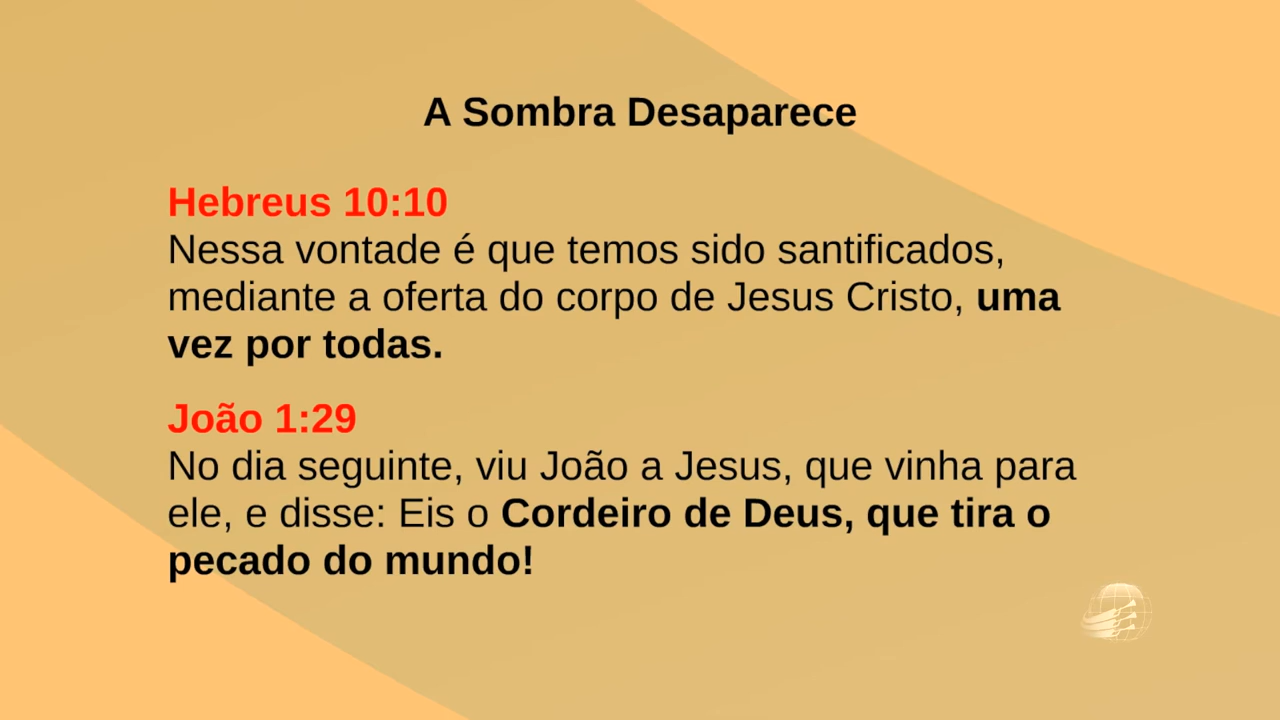 A Sombra Desaparece
Hebreus 10:10
Nessa vontade é que temos sido santificados,
mediante a oferta do corpo de Jesus Cristo, uma
vez por todas.
João 1:29
No dia seguinte, viu João a Jesus, que vinha para
ele, e disse: Eis o Cordeiro de Deus, que tira o
pecado do mundo!